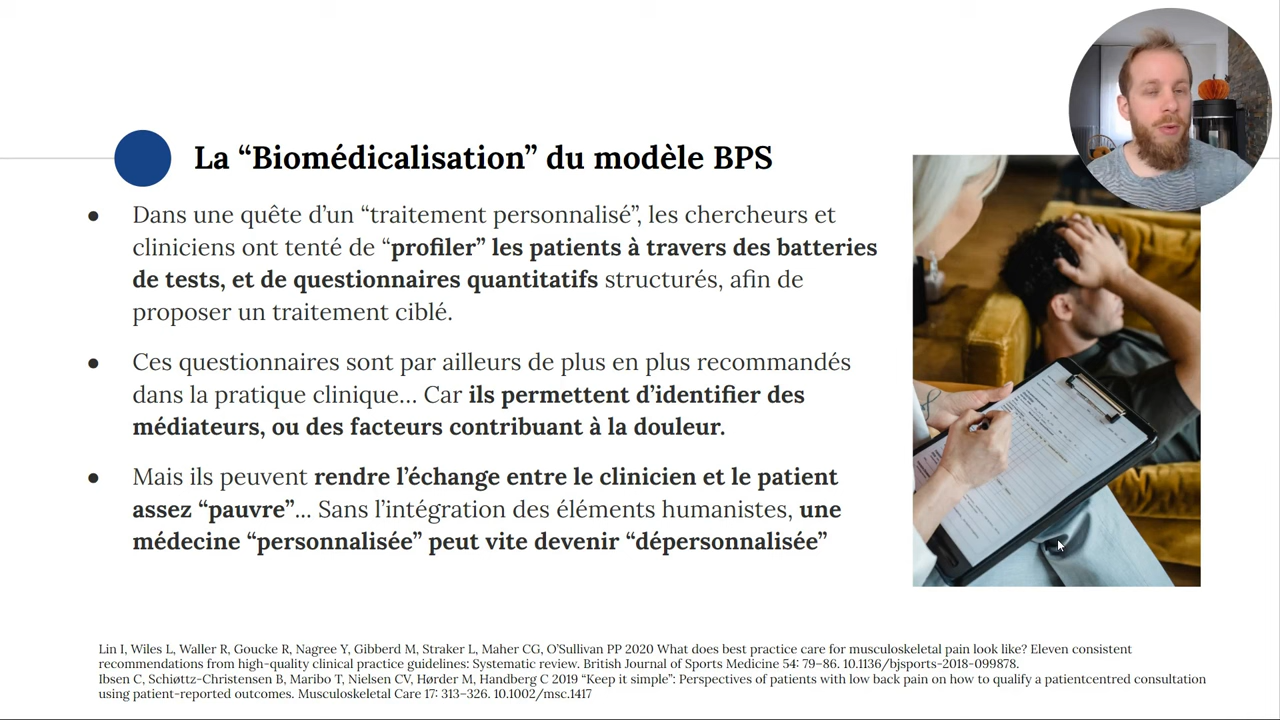 La “Biomédicalisation” du modèle BPS
● Dans une quête d’un “traitement personnalisé”, les chercheurs et
cliniciens ont tenté de “profiler” les patients à travers des batteries
de tests, et de questionnaires quantitatifs structurés, afin de
proposer un traitement ciblé.
● Ces questionnaires sont par ailleurs de plus en plus recommandés
dans la pratique clinique… Car ils permettent d’identifier des
médiateurs, ou des facteurs contribuant à la douleur.
● Mais ils peuvent rendre l’échange entre le clinicien et le patient
assez “pauvre”… Sans l’intégration des éléments humanistes, une
médecine “personnalisée” peut vite devenir “dépersonnalisée”
Lin I, Wiles L, Waller R, Goucke R, Nagree Y, Gibberd M, Straker L, Maher CG, O’Sullivan PP 2020 What does best practice care for musculoskeletal pain look like? Eleven consistent
recommendations from high-quality clinical practice guidelines: Systematic review. British Journal of Sports Medicine 54: 79–86. 10.1136/bjsports-2018-099878.
Ibsen C, Schiøttz-Christensen B, Maribo T, Nielsen CV, Hørder M, Handberg C 2019 “Keep it simple”: Perspectives of patients with low back pain on how to qualify a patientcentred consultation
using patient-reported outcomes. Musculoskeletal Care 17: 313–326. 10.1002/msc.1417